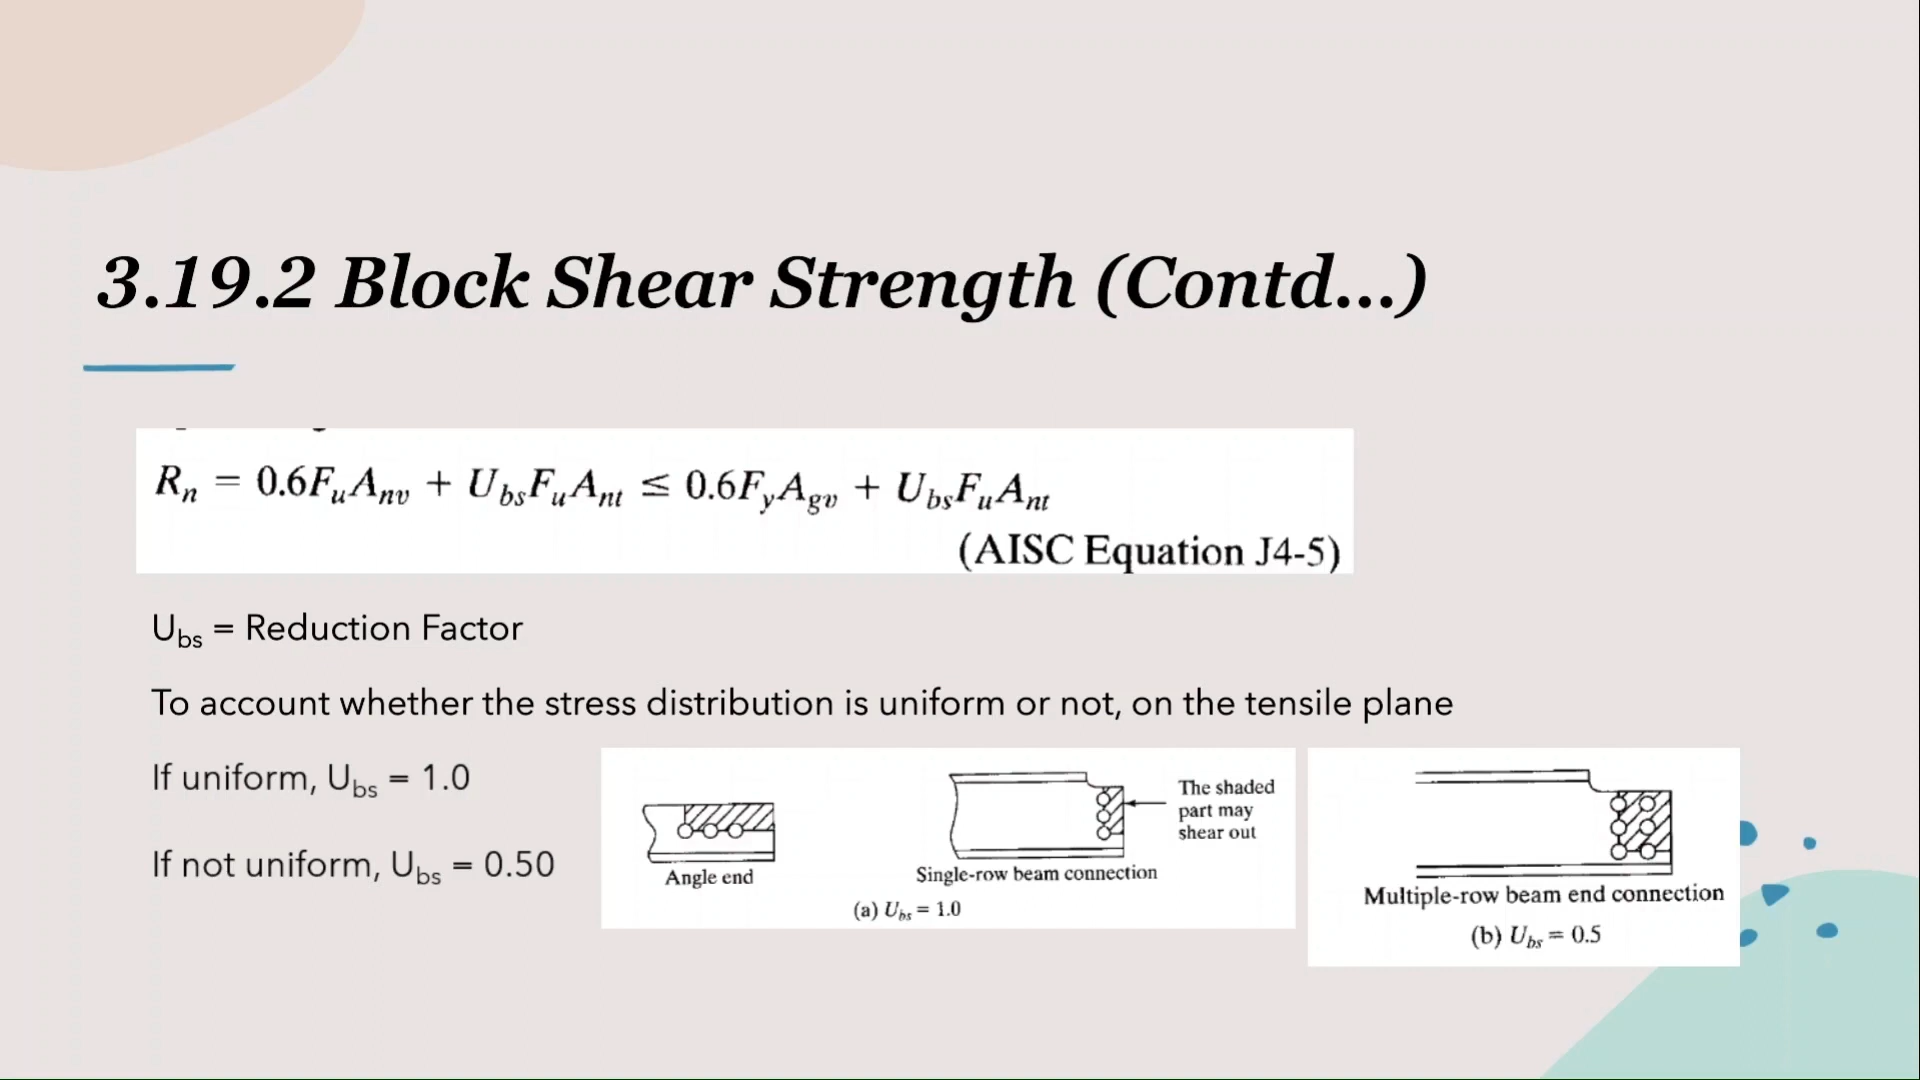 3.19.2 Block Shear Strength (Contd...)
Rn = 0.6FuAnv + UbsFuAnt ≤ 0.6FyAgv + UbsFuAnt
(AISC Equation J4-5)
Ubs = Reduction Factor
To account whether the stress distribution is uniform or not, on the tensile plane
If uniform, Ubs = 1.0
If not uniform, Ubs = 0.50
Angle end
Single-row beam connection
The shaded
part may
shear out
(a) Ubs = 1.0
Multiple-row beam end connection
(b) Ubs = 0.5